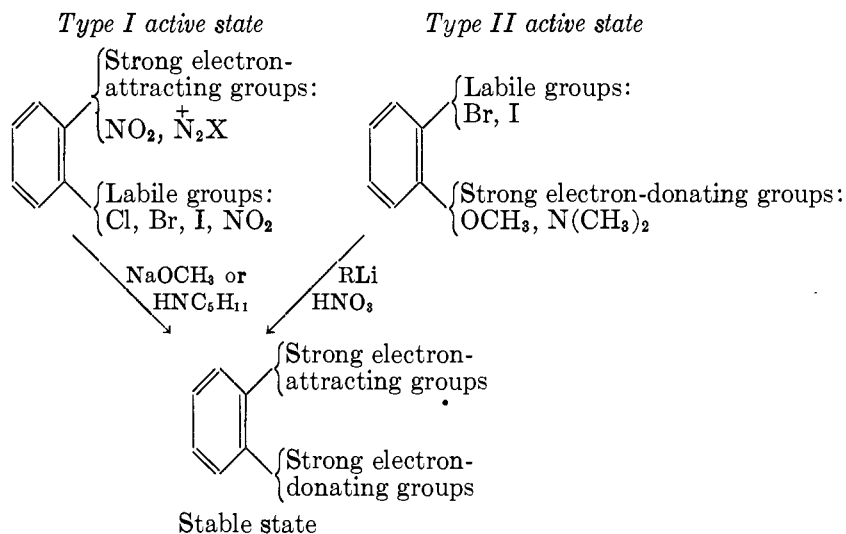 Type I active state
Type II active state
Strong electron-
attracting groups:
NO₂, N⁺₂X
Labile groups:
Cl, Br, I, NO₂
Labile groups:
Br, I
Strong electron-donating groups:
OCH₃, N(CH₃)₂
NaOCH₃ or
HNC₅H₁₁
RLi
HNO₃
Strong electron-
attracting groups
Strong electron-
donating groups
Stable state